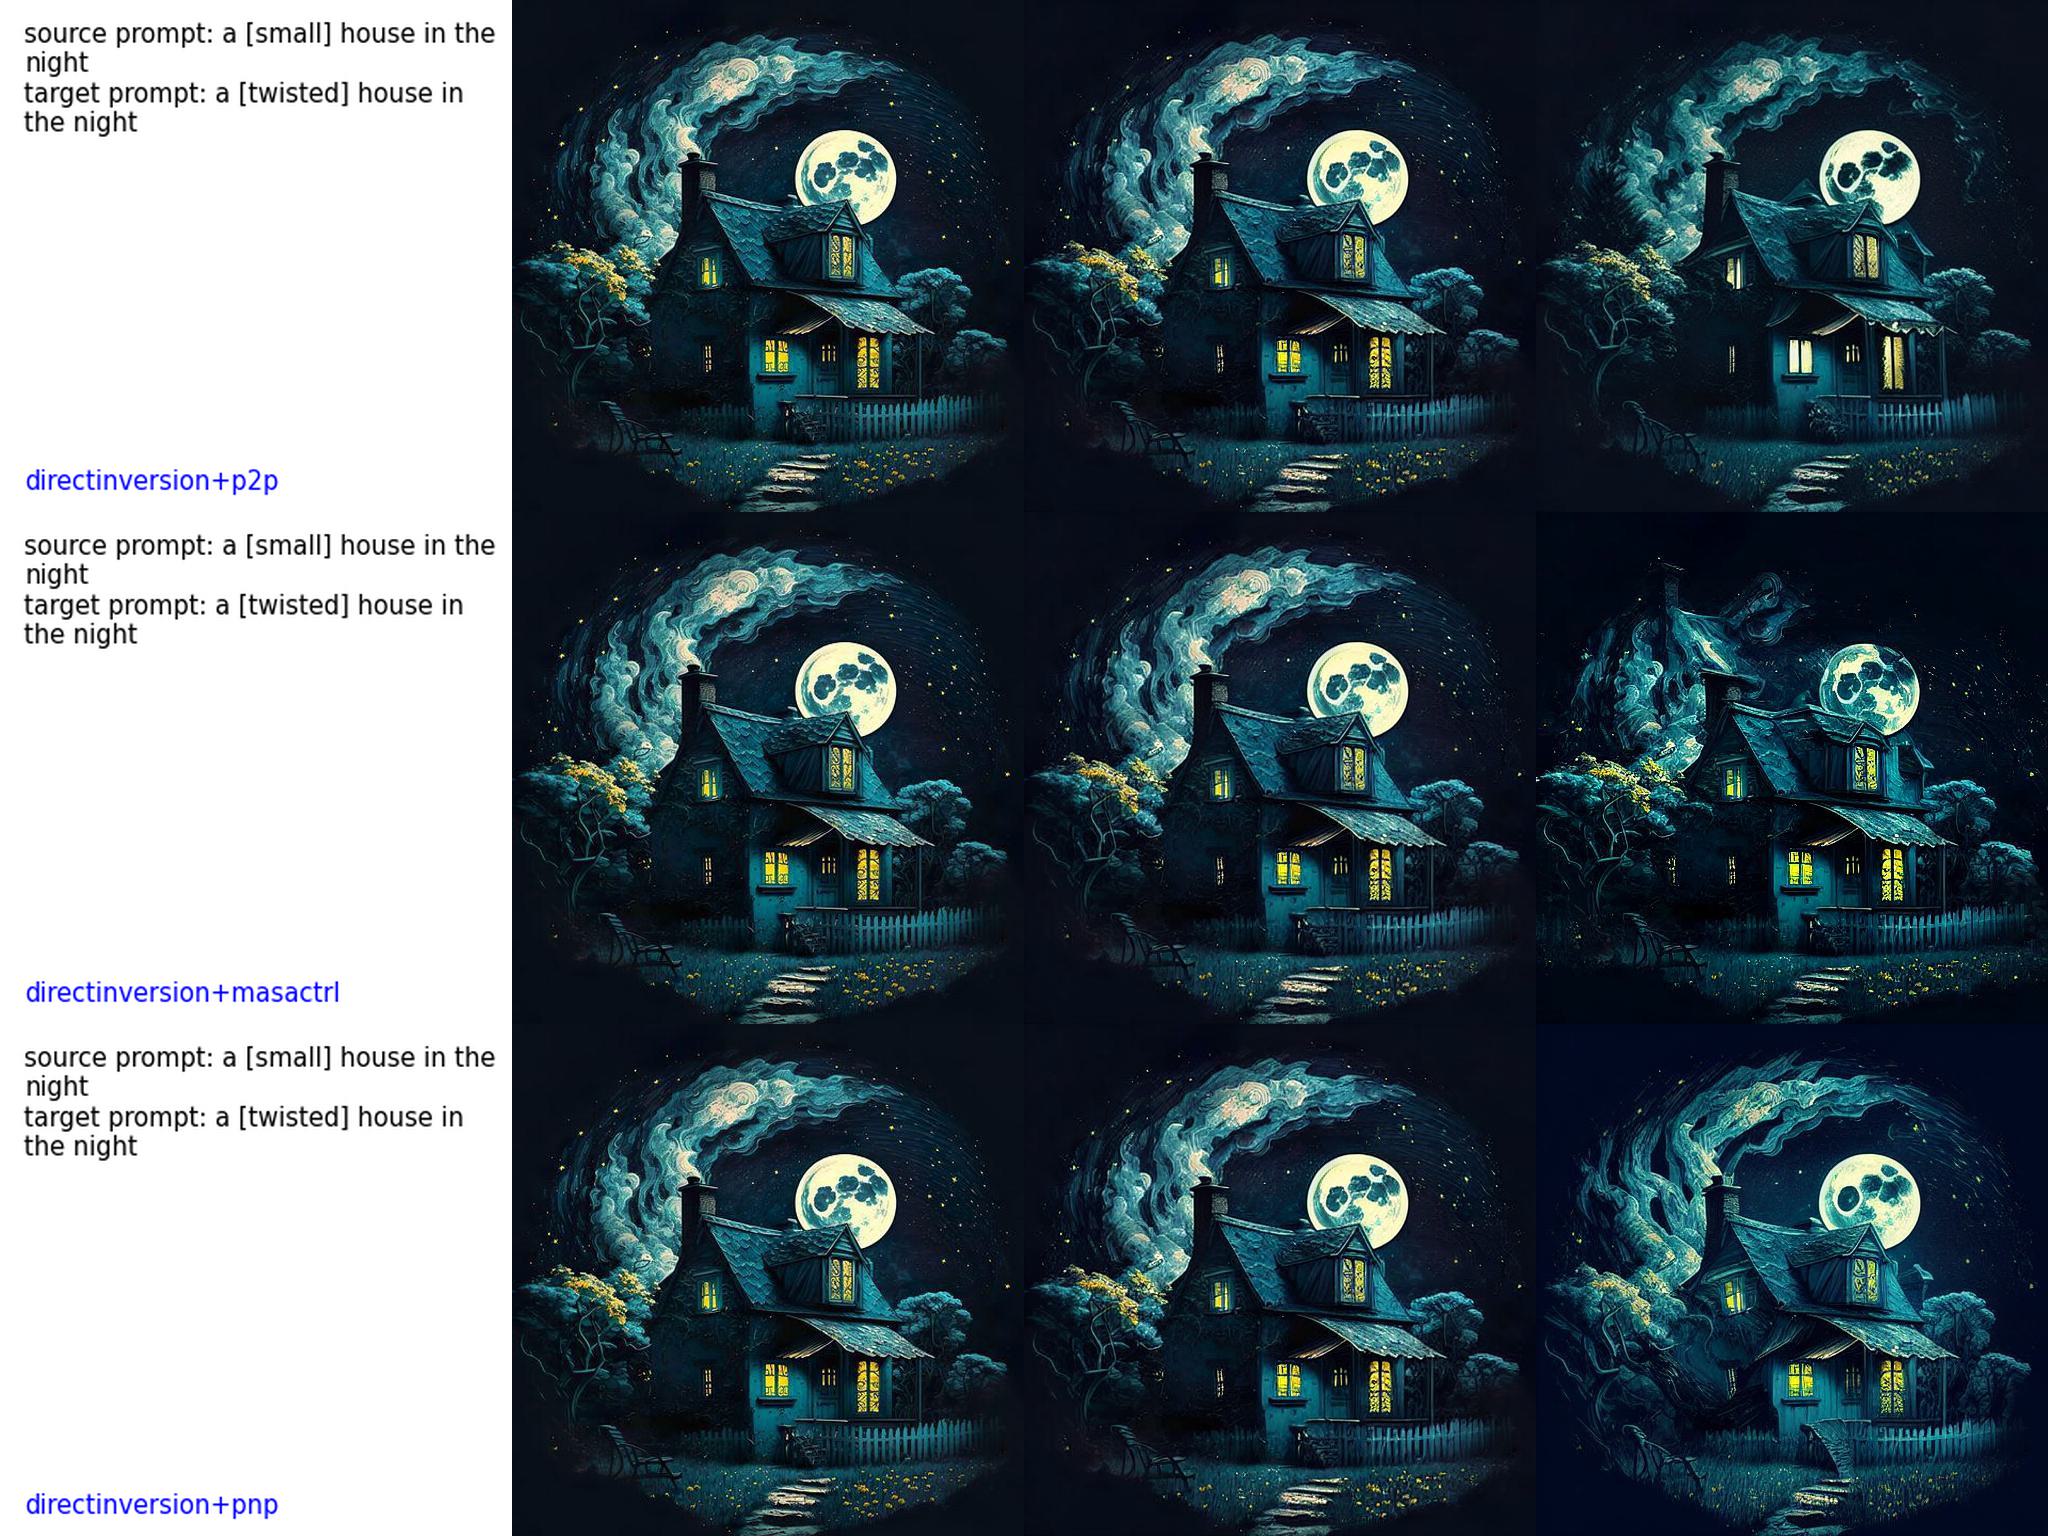 source prompt: a [small] house in the
night
target prompt: a [twisted] house in
the night
directinversion+p2p
source prompt: a [small] house in the
night
target prompt: a [twisted] house in
the night
directinversion+masactrl
source prompt: a [small] house in the
night
target prompt: a [twisted] house in
the night
directinversion+pnp